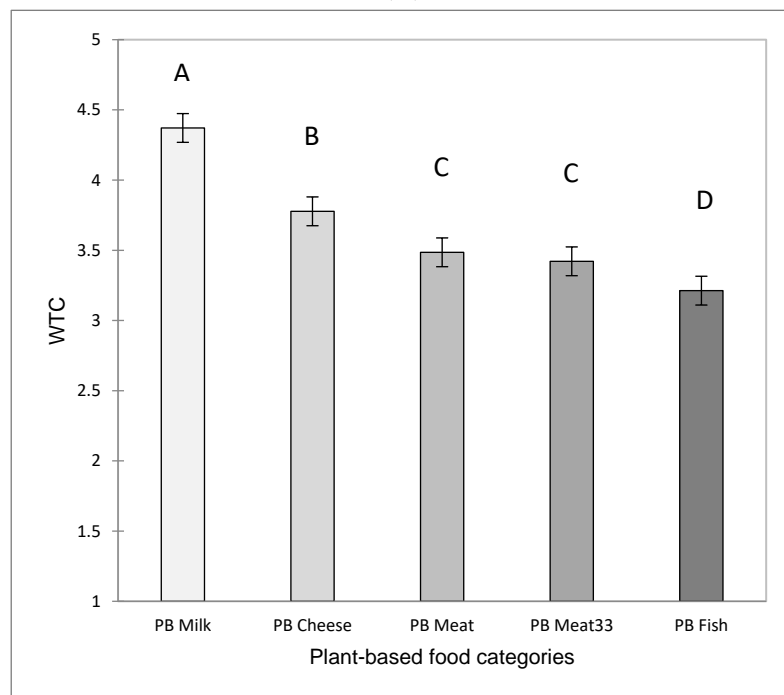 5
A
4.5
B
4
C
C
D
3.5
WTC
3
2.5
2
1.5
1
PB Milk PB Cheese PB Meat PB Meat33 PB Fish
Plant-based food categories